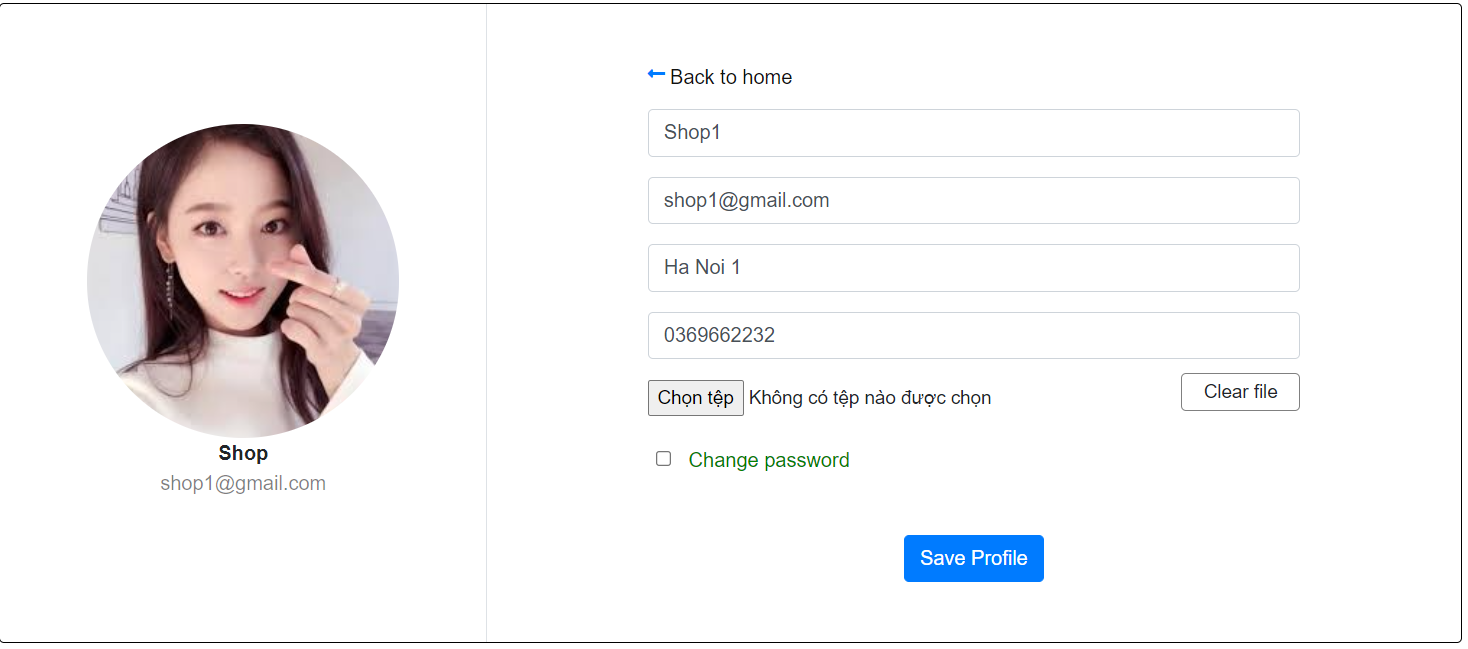 Shop
shop1@gmail.com
Back to home
Shop1
shop1@gmail.com
Ha Noi 1
0369662232
Chọn tệp Không có tệp nào được chọn
Clear file
Change password
Save Profile